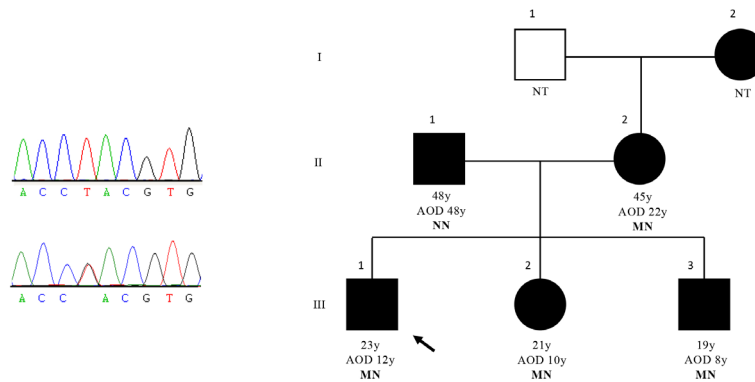 1 2
I
NT NT
1 2
II
48y 45y
AOD 48y AOD 22y
NN MN
A C C T A C G T G
1 2 3
III
23y 21y 19y
AOD 12y AOD 10y AOD 8y
MN MN MN
A C C A C G T G